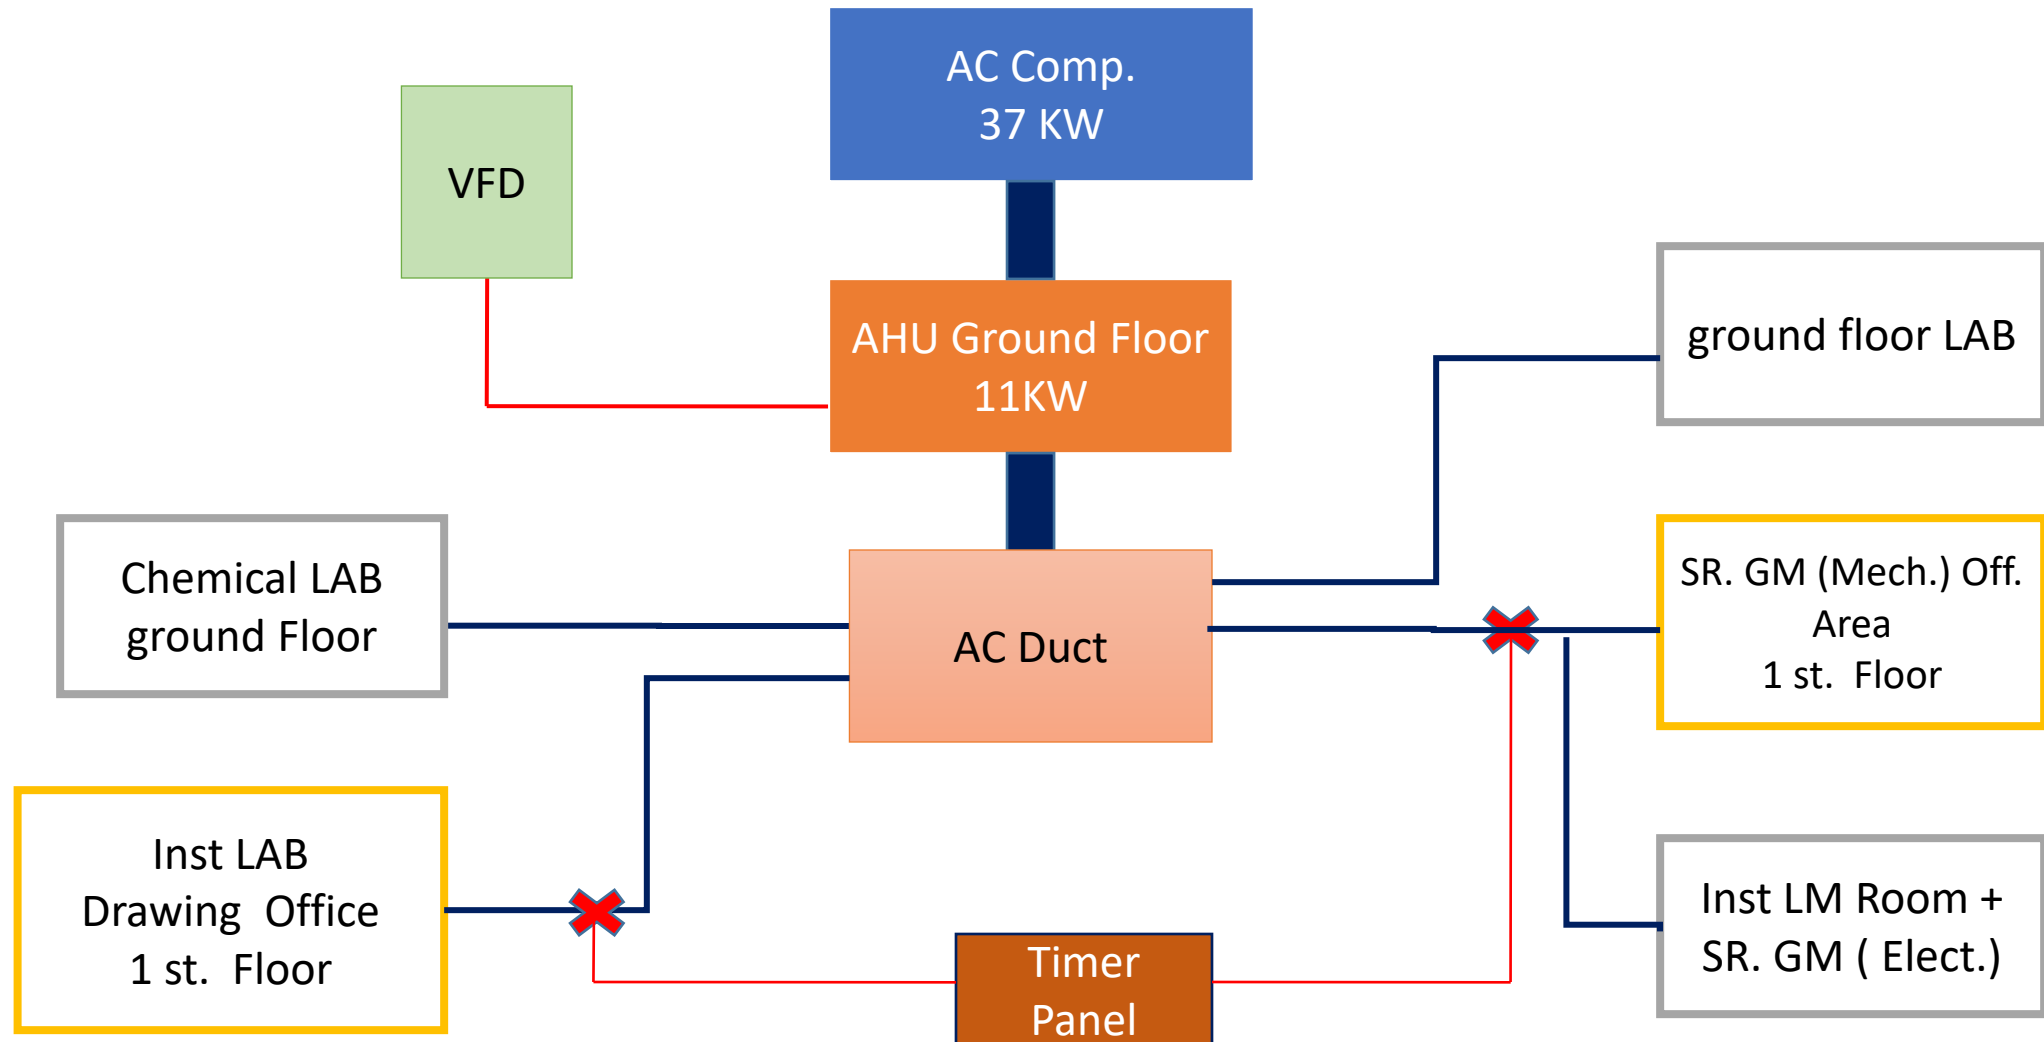 AC Comp.
37 KW
VFD
AHU Ground Floor
11KW
ground floor LAB
Chemical LAB
ground Floor
AC Duct
SR. GM (Mech.) Off.
Area
1 st. Floor
Inst LAB
Drawing Office
1 st. Floor
Timer
Panel
Inst LM Room +
SR. GM ( Elect.)